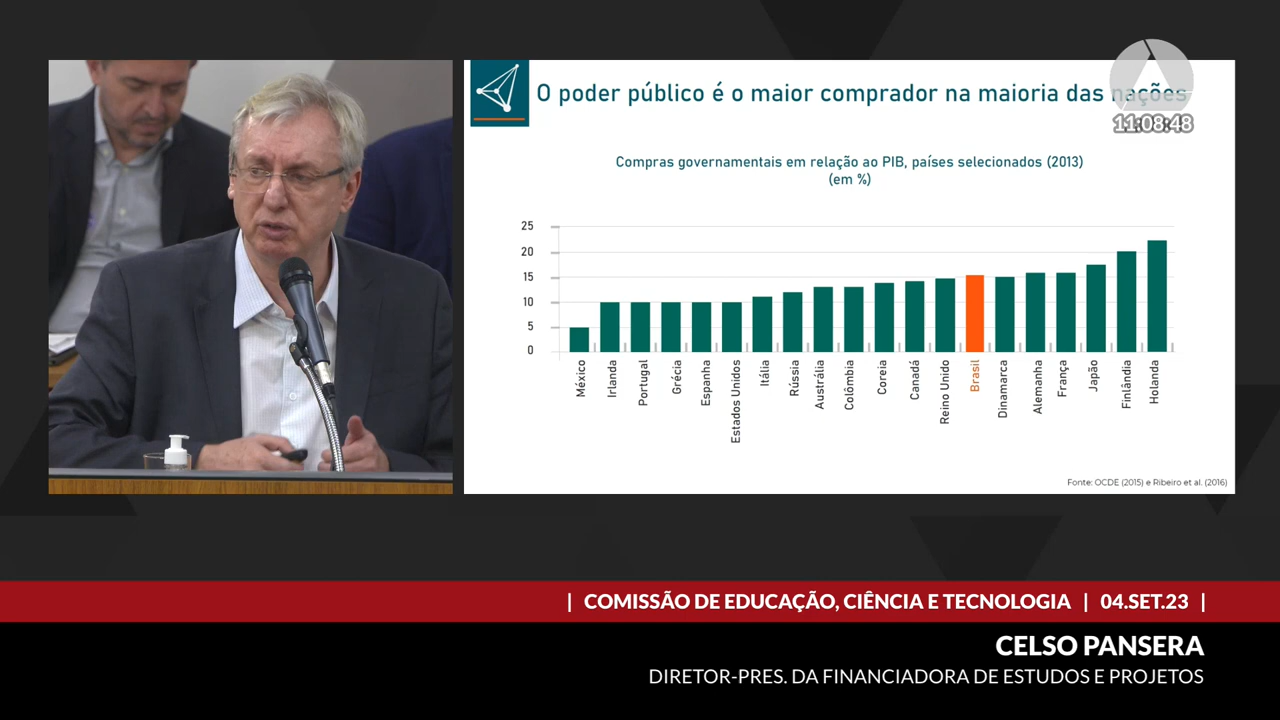 O poder público é o maior comprador na maioria das nações
11:08:48
Compras governamentais em relação ao PIB, países selecionados (2013)
(em %)
25
20
15
10
5
0
México
Irlanda
Portugal
Grécia
Espanha
Estados Unidos
Itália
Rússia
Austrália
Colômbia
Coreia
Canadá
Reino Unido
Brasil
Dinamarca
Alemanha
França
Japão
Finlândia
Holanda
Fonte: OCDE (2015) e Ribeiro et al. (2016)
| COMISSÃO DE EDUCAÇÃO, CIÊNCIA E TECNOLOGIA | 04.SET.23 |
CELSO PANSERA
DIRETOR-PRES. DA FINANCIADORA DE ESTUDOS E PROJETOS